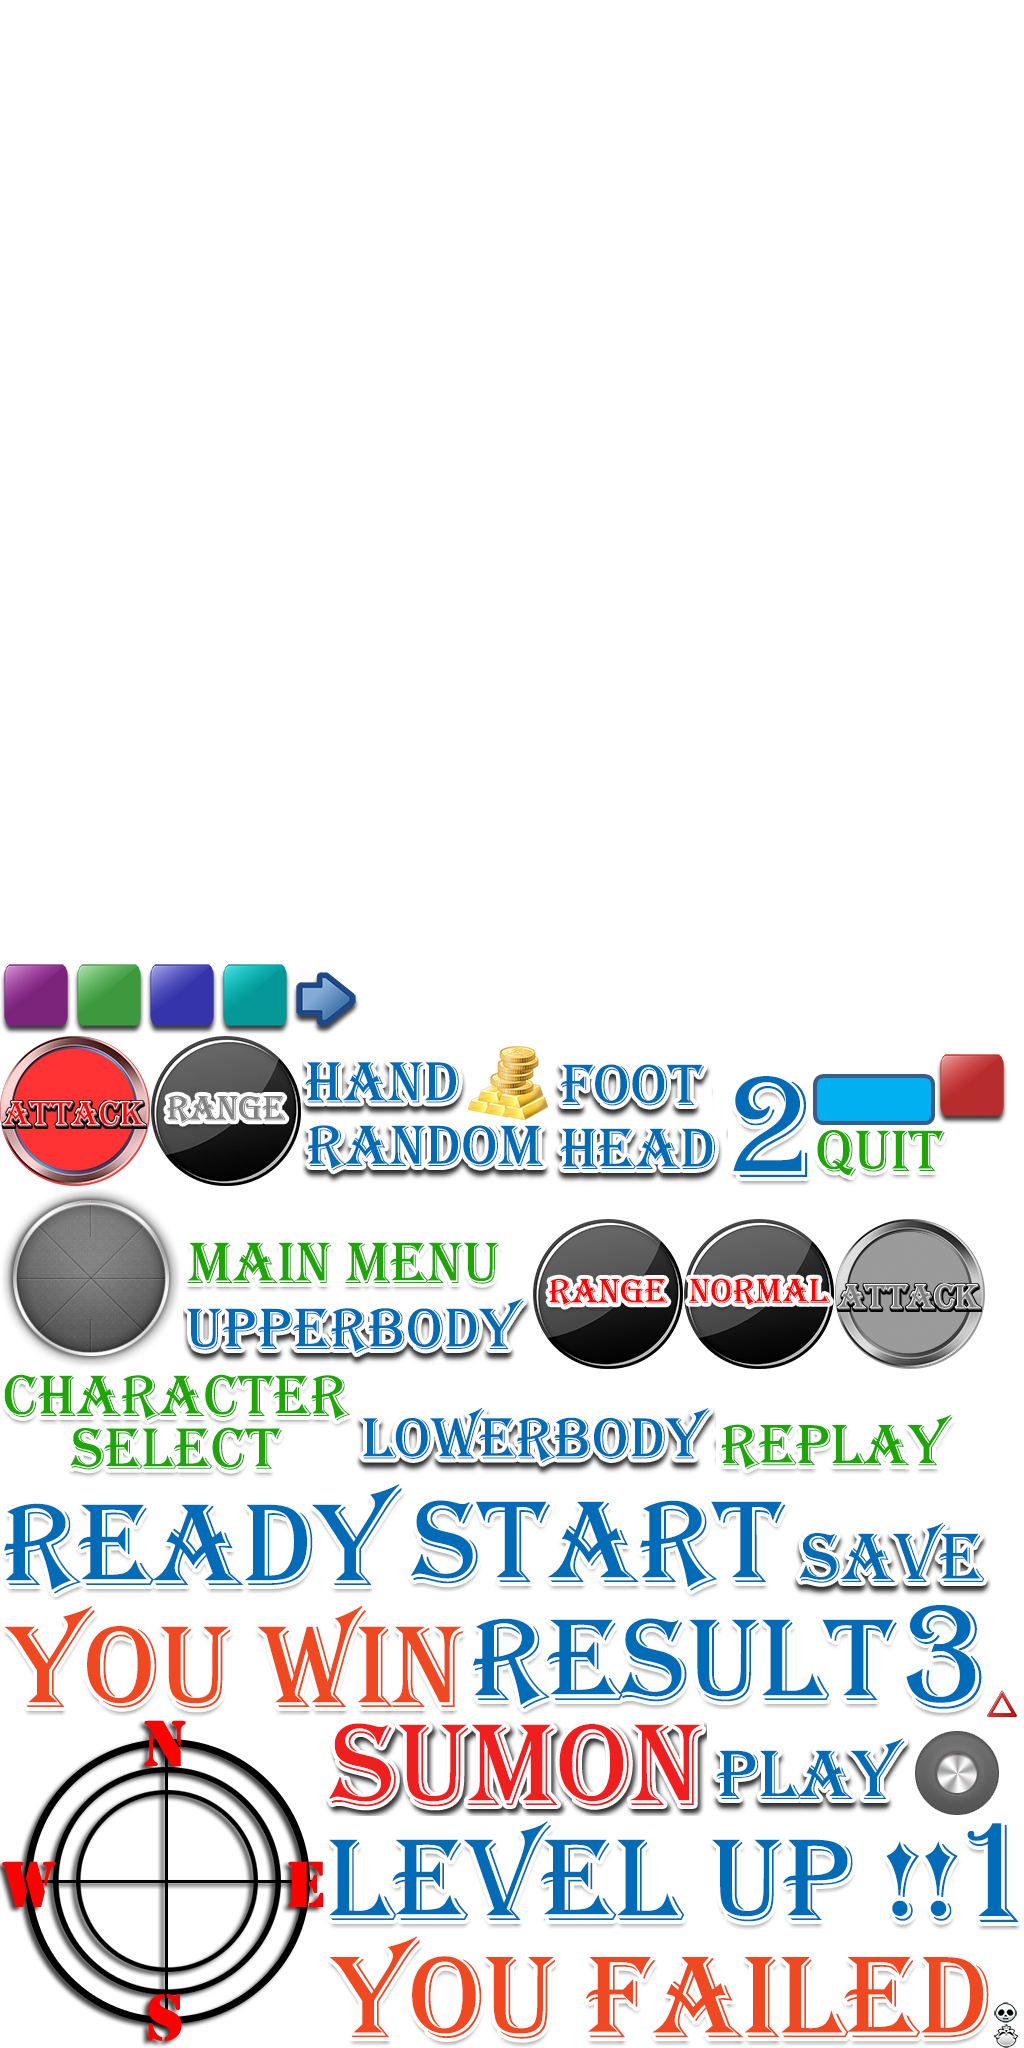 ATTACK
RANGE
HAND
FOOT
RANDOM
HEAD
2
QUIT
MAIN MENU
UPPERBODY
RANGE
NORMAL
ATTACK
CHARACTER
SELECT
LOWERBODY
REPLAY
READY
START
SAVE
YOU WIN
RESULT
3
N
W
E
S
SUMON
PLAY
LEVEL UP !!
1
YOU FAILED